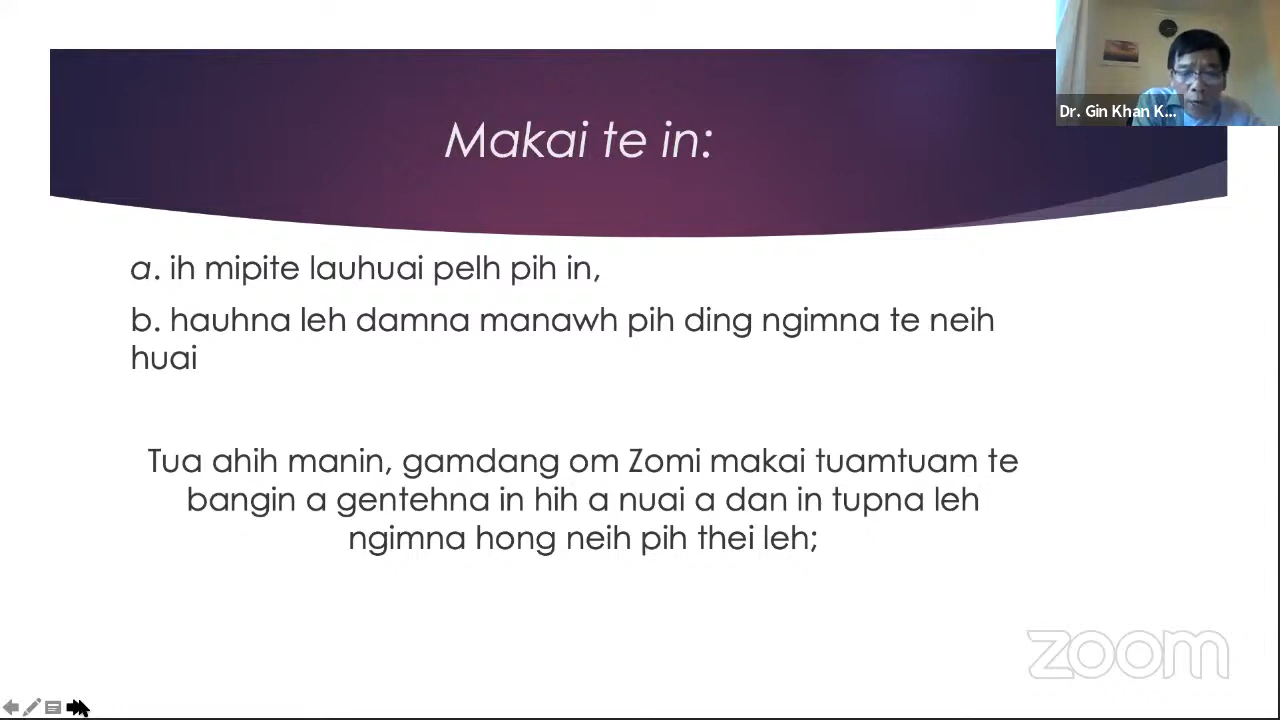 Makai te in:
Dr. Gin Khan K...
a. ih mipite lauhuai pelh pih in,
b. hauhna leh damna manawh pih ding ngimna te neih
huai
Tua ahih manin, gamdang om Zomi makai tuamtuam te
bangin a gentehna in hih a nuai a dan in tupna leh
ngimna hong neih pih thei leh;
zoom